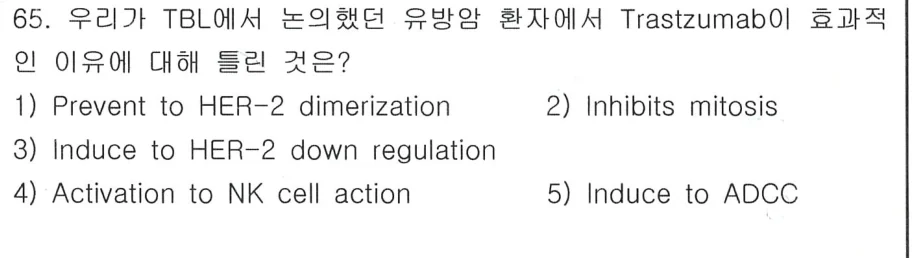 65. 우리가 TBL에서 논의했던 유방암 환자에서 Trastzumab이 효과적
인 이유에 대해 틀린 것은?
1) Prevent to HER-2 dimerization 2) Inhibits mitosis
3) Induce to HER-2 down regulation
4) Activation to NK cell action 5) Induce to ADCC